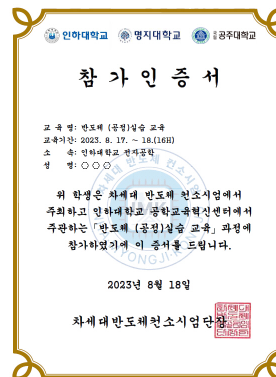 인하대학교 명지대학교 국립 공주대학교
참가인증서
교 육 명: 반도체 (공정)실습 교육
교육기간: 2023. 8. 17. ~ 18.(16H)
소 속: 인하대학교 전자공학
성 명: ○○○
위 학생은 차세대 반도체 컨소시엄에서
주최하고 인하대학교 공학교육혁신센터에서
주관하는 「반도체 (공정)실습 교육」 과정에
참가하였기에 이 증서를 드립니다.
2023년 8월 18일
차세대반도체컨소시엄단장